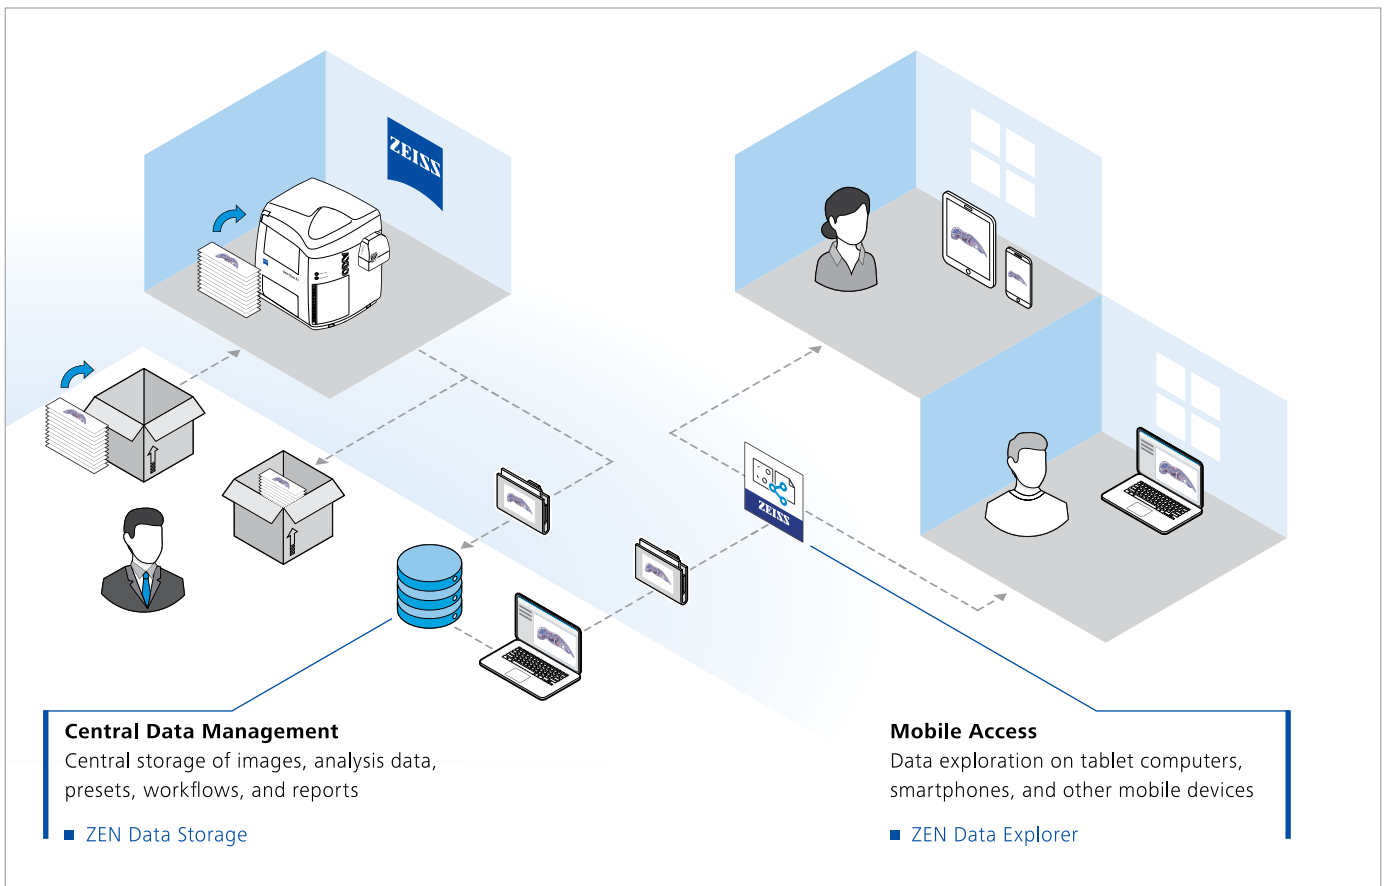 ZEISS
ZEISS
Central Data Management
Central storage of images, analysis data,
presets, workflows, and reports
ZEN Data Storage
Mobile Access
Data exploration on tablet computers,
smartphones, and other mobile devices
ZEN Data Explorer